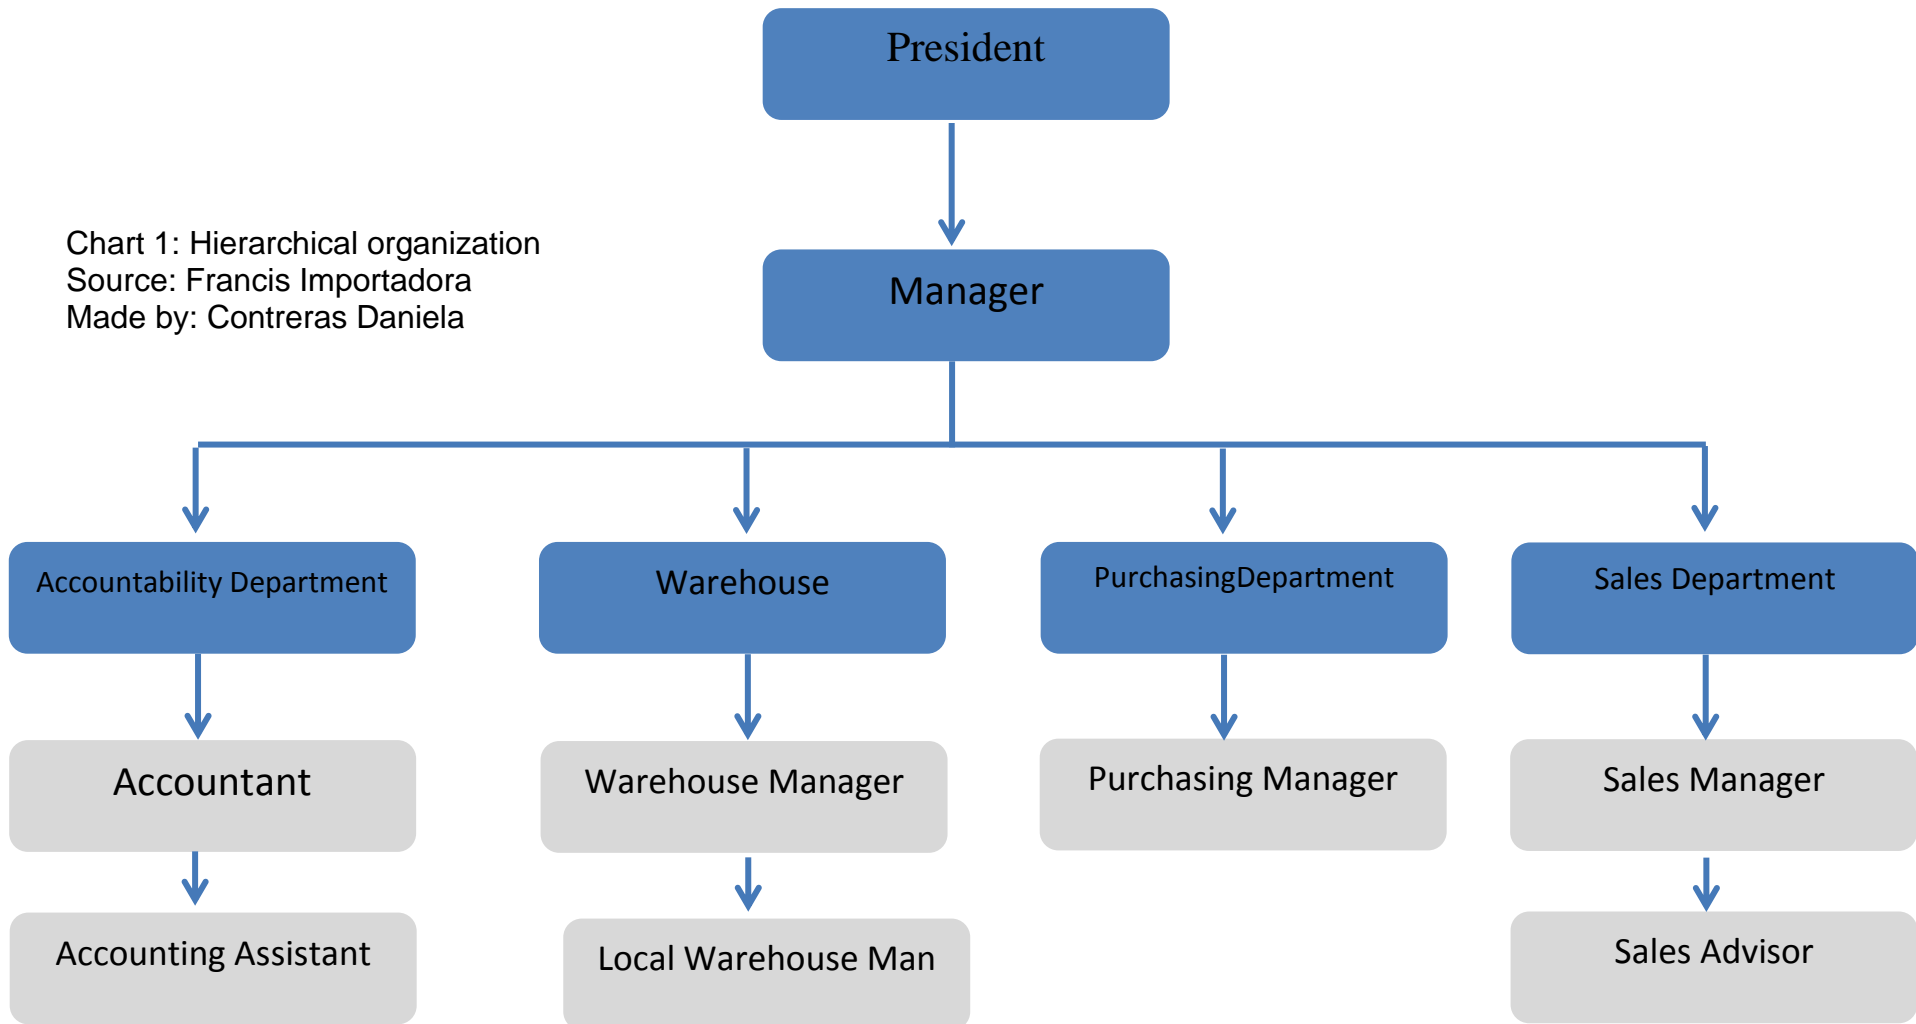 President
Chart 1: Hierarchical organization
Source: Francis Importadora
Made by: Contreras Daniela
Manager
Accountability Department
Warehouse
PurchasingDepartment
Sales Department
Accountant
Warehouse Manager
Purchasing Manager
Sales Manager
Accounting Assistant
Local Warehouse Man
Sales Advisor